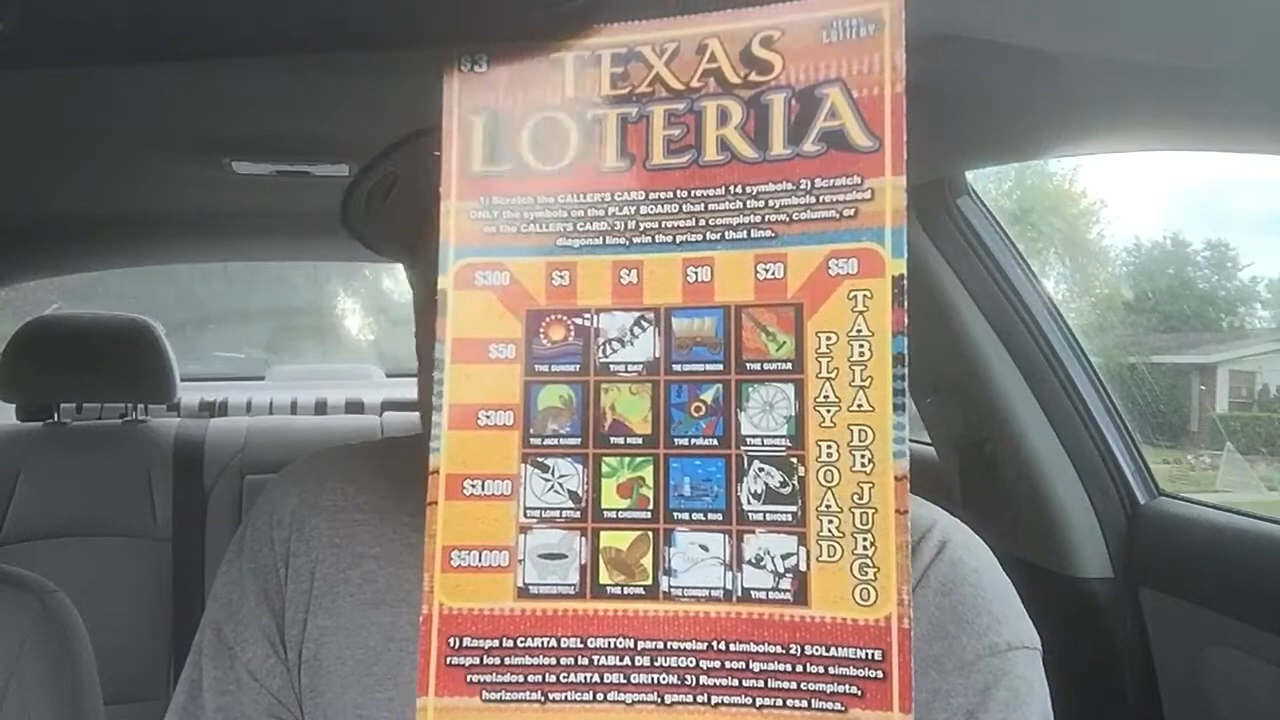 $3
TEXAS LOTTERY
TEXAS
LOTERIA
1) Scratch the CALLER'S CARD area to reveal 14 symbols. 2) Scratch
ONLY the symbols on the PLAY BOARD that match the symbols revealed
on the CALLER'S CARD. 3) If you reveal a complete row, column, or
diagonal line, win the prize for that line.
$300 $3 $4 $10 $20 $50
$50
THE SUNSET THE BAT THE COVERED WAGON THE GUITAR
$300
THE JACK RABBIT THE HEN THE PIÑATA THE WHEEL
$3,000
THE LONE STAR THE CHERRIES THE OIL RIG THE SHOES
$50,000
THE BOWL THE COWBOY HAT THE BOAR
PLAY BOARD
TABLA DE JUEGO
1) Raspa la CARTA DEL GRITÓN para revelar 14 símbolos. 2) SOLAMENTE
raspa los símbolos en la TABLA DE JUEGO que son iguales a los símbolos
revelados en la CARTA DEL GRITÓN. 3) Revela una línea completa,
horizontal, vertical o diagonal, gana el premio para esa línea.